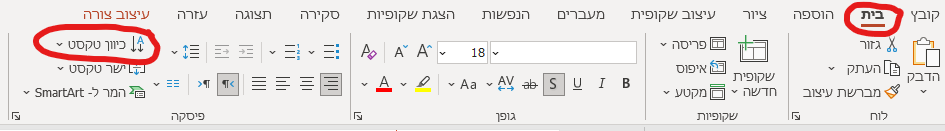 קובץ בית הוספה ציור עיצוב שקופית מעברים הנפשות הצגת שקופיות סקירה תצוגה עזרה עיצוב צורה
הדבק
גזור
העתק
מברשת עיצוב
לוח
שקופית חדשה
פריסה
איפוס
מקטע
שקופיות
18 A A A
B I U S ab AV Aa A
גופן
פיסקה
כיוון טקסט
ישר טקסט
המר ל- SmartArt